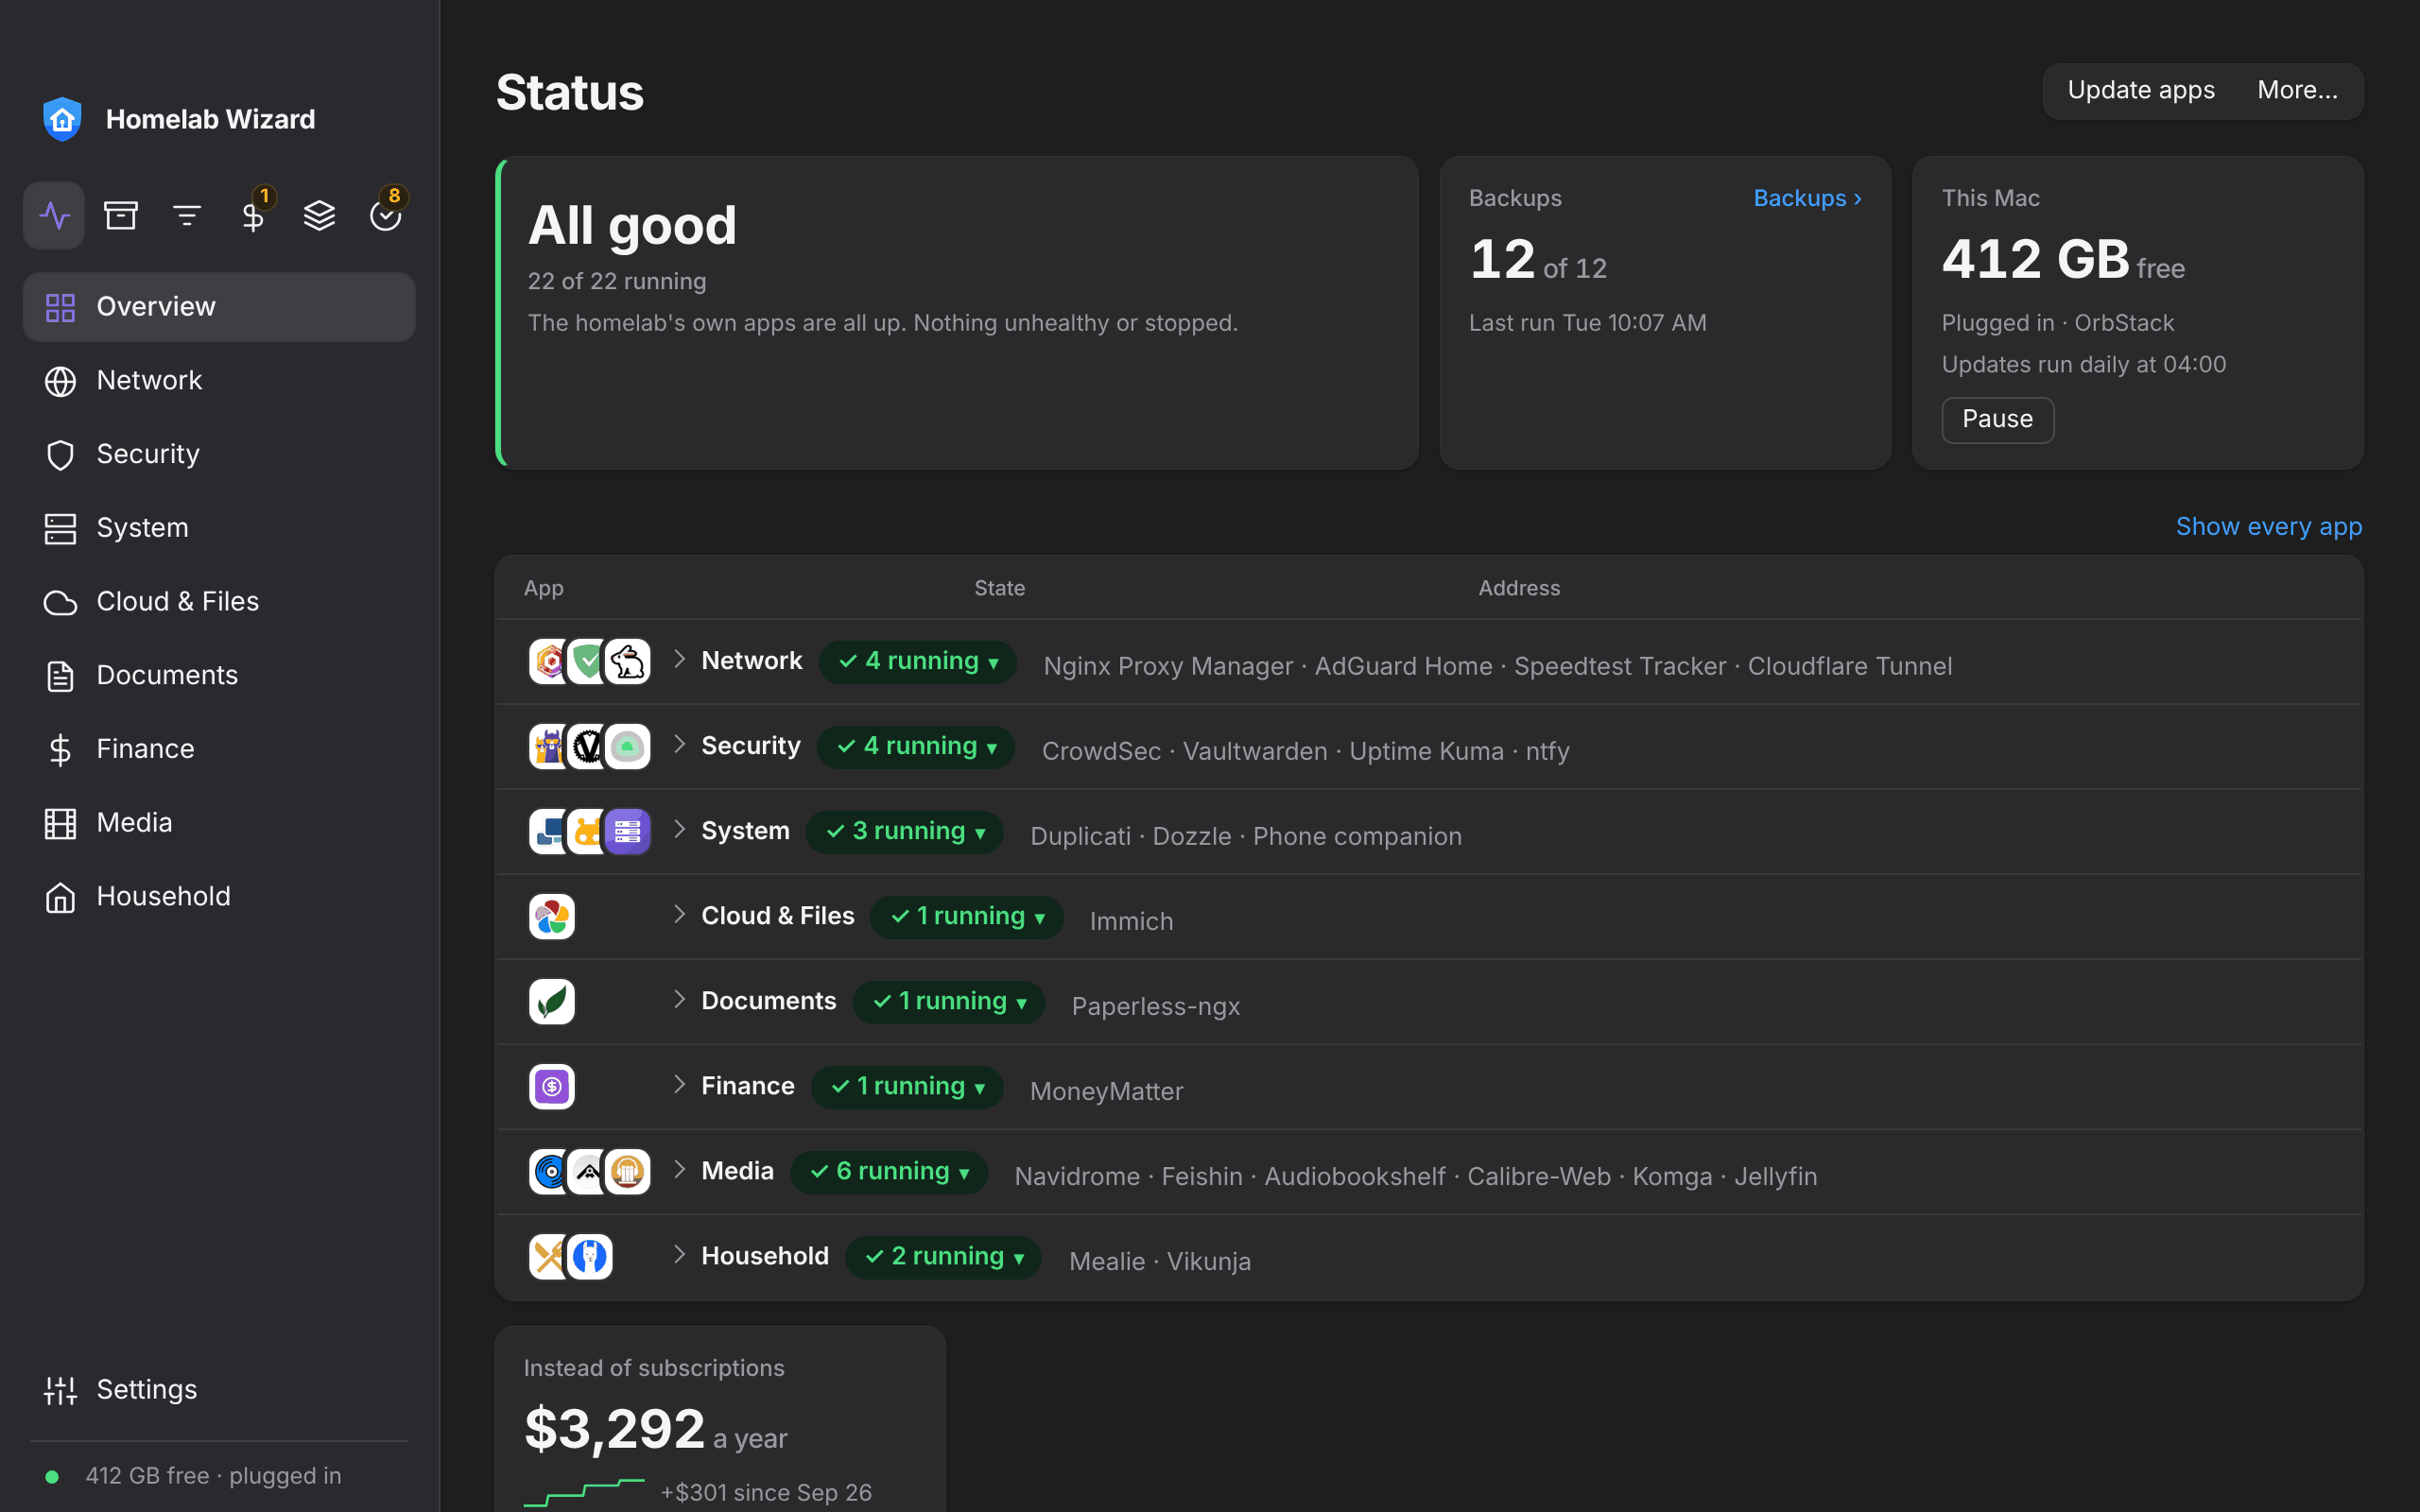 Homelab Wizard
1
8
Overview
Network
Security
System
Cloud & Files
Documents
Finance
Media
Household
Settings
412 GB free · plugged in
Status
Update apps
More...
All good
22 of 22 running
The homelab's own apps are all up. Nothing unhealthy or stopped.
Backups
Backups ›
12 of 12
Last run Tue 10:07 AM
This Mac
412 GB free
Plugged in · OrbStack
Updates run daily at 04:00
Pause
Show every app
App State Address
Network ✓ 4 running ▾ Nginx Proxy Manager · AdGuard Home · Speedtest Tracker · Cloudflare Tunnel
Security ✓ 4 running ▾ CrowdSec · Vaultwarden · Uptime Kuma · ntfy
System ✓ 3 running ▾ Duplicati · Dozzle · Phone companion
Cloud & Files ✓ 1 running ▾ Immich
Documents ✓ 1 running ▾ Paperless-ngx
Finance ✓ 1 running ▾ MoneyMatter
Media ✓ 6 running ▾ Navidrome · Feishin · Audiobookshelf · Calibre-Web · Komga · Jellyfin
Household ✓ 2 running ▾ Mealie · Vikunja
Instead of subscriptions
$3,292 a year
+$301 since Sep 26